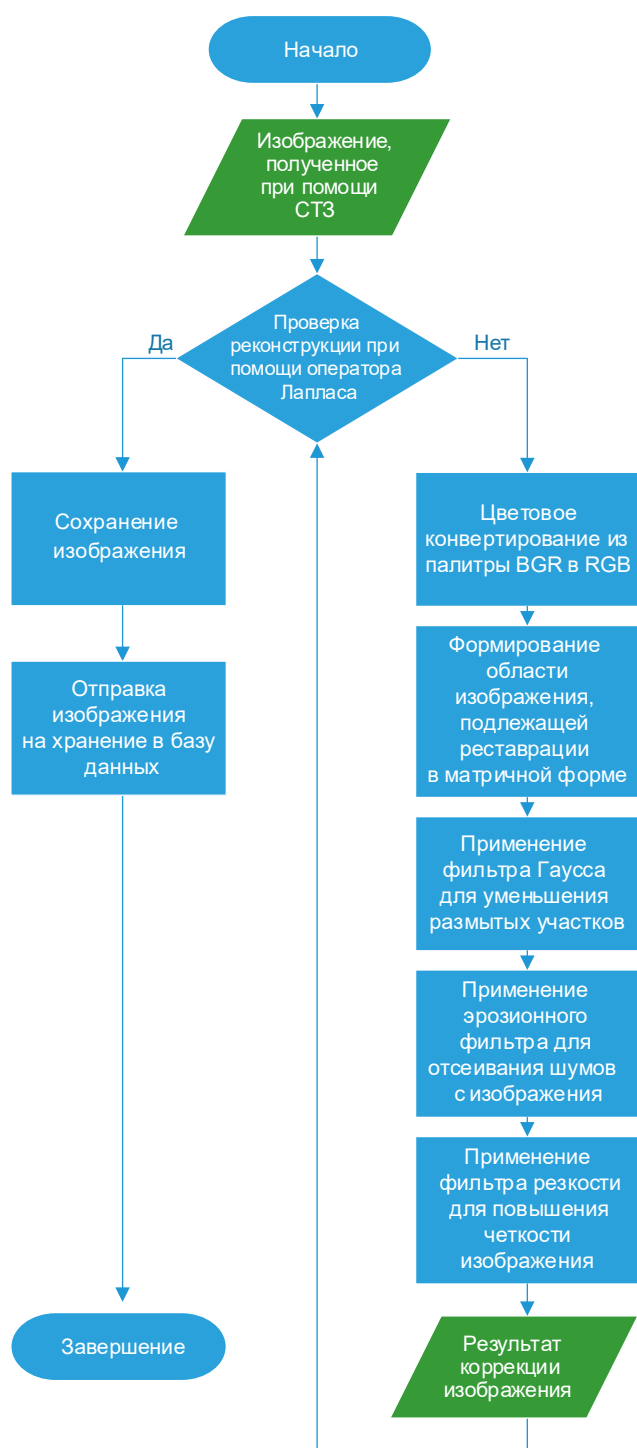 Начало
Изображение,
полученное
при помощи
СТЗ
Проверка
реконструкции при
помощи оператора
Лапласа
Да
Нет
Сохранение
изображения
Отправка
изображения
на хранение в базу
данных
Завершение
Цветовое
конвертирование из
палитры BGR в RGB
Формирование
области
изображения,
подлежащей
реставрации
в матричной форме
Применение
фильтра Гаусса
для уменьшения
размытых участков
Применение
эрозионного
фильтра для
отсеивания шумов
с изображения
Применение
фильтра резкости
для повышения
четкости
изображения
Результат
коррекции
изображения